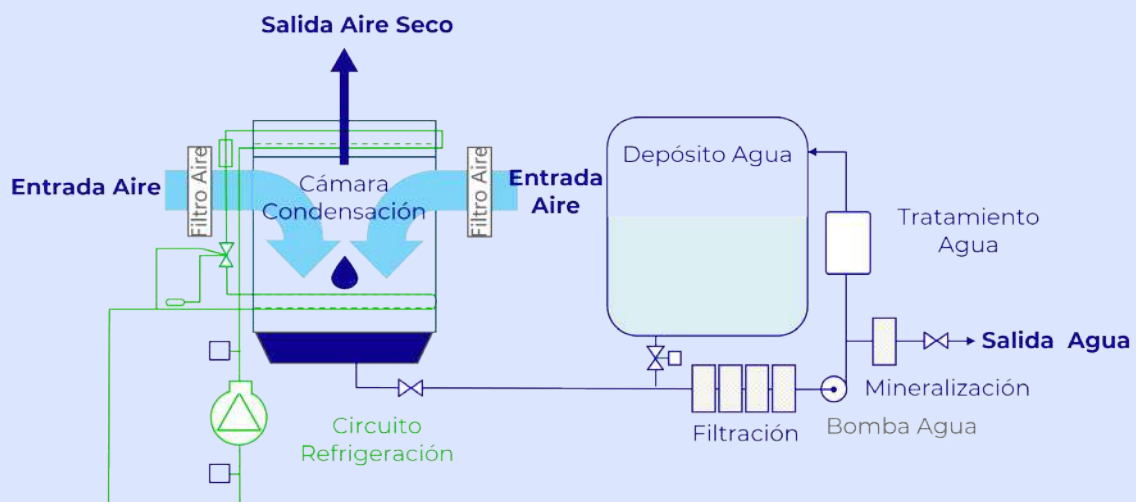 Salida Aire Seco
Entrada Aire
Filtro Aire
Cámara
Condensación
Filtro Aire
Entrada
Aire
Depósito Agua
Tratamiento
Agua
Salida Agua
Mineralización
Filtración
Bomba Agua
Circuito
Refrigeración